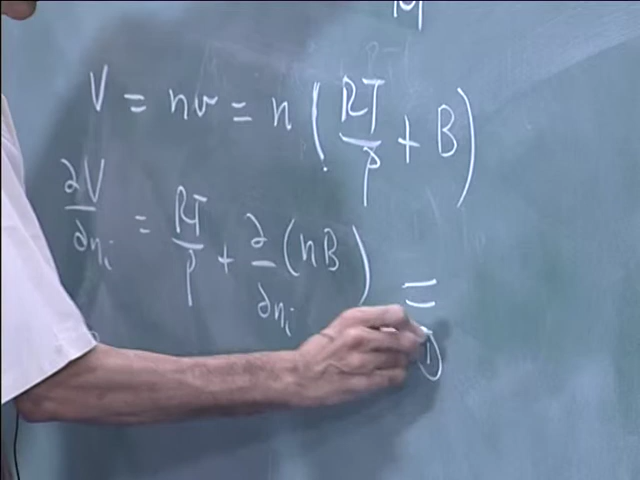 V = nv = n (RT/P + B)
∂V/∂nᵢ = RT/P + ∂/∂nᵢ (nB) =